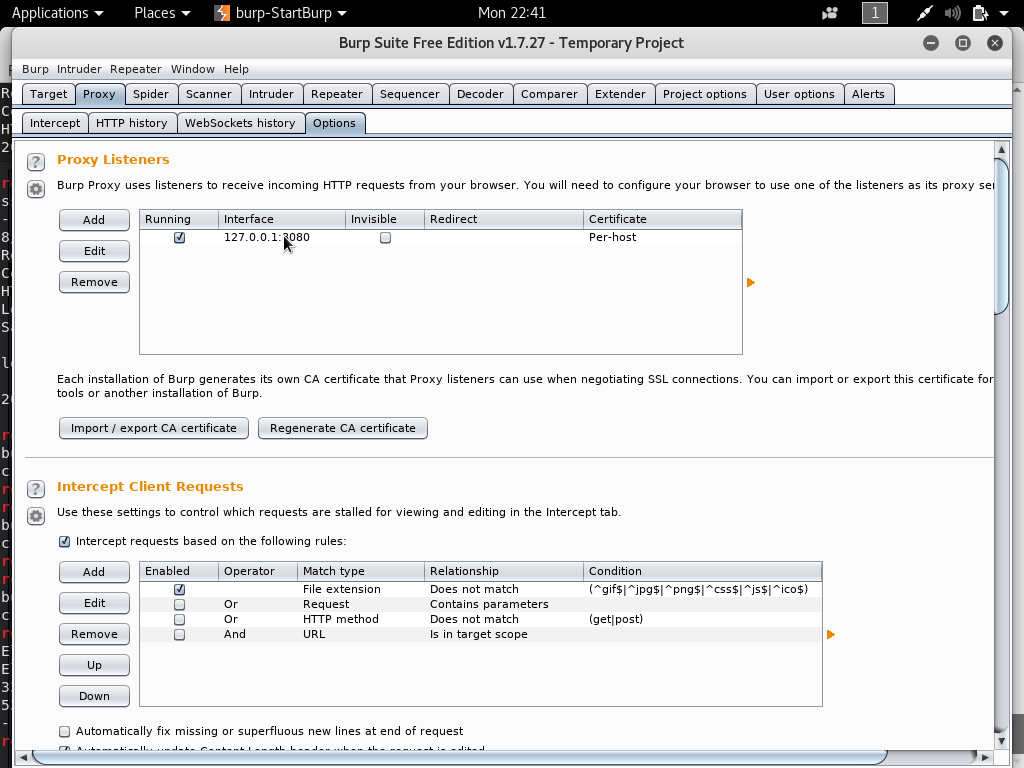 Applications Places burp-StartBurp Mon 22:41 1
Burp Suite Free Edition v1.7.27 - Temporary Project
Burp Intruder Repeater Window Help
Target Proxy Spider Scanner Intruder Repeater Sequencer Decoder Comparer Extender Project options User options Alerts
Intercept HTTP history WebSockets history Options
? Proxy Listeners
Burp Proxy uses listeners to receive incoming HTTP requests from your browser. You will need to configure your browser to use one of the listeners as its proxy ser
Add
Edit
Remove
Running Interface Invisible Redirect Certificate
127.0.0.1:8080 Per-host
Each installation of Burp generates its own CA certificate that Proxy listeners can use when negotiating SSL connections. You can import or export this certificate for
tools or another installation of Burp.
Import / export CA certificate Regenerate CA certificate
? Intercept Client Requests
Use these settings to control which requests are stalled for viewing and editing in the Intercept tab.
Intercept requests based on the following rules:
Add
Edit
Remove
Up
Down
Enabled Operator Match type Relationship Condition
File extension Does not match (^gif$|^jpg$|^png$|^css$|^js$|^ico$)
Or Request Contains parameters
Or HTTP method Does not match (get|post)
And URL Is in target scope
Automatically fix missing or superfluous new lines at end of request
Automatically update Content-Length header when the request is edited